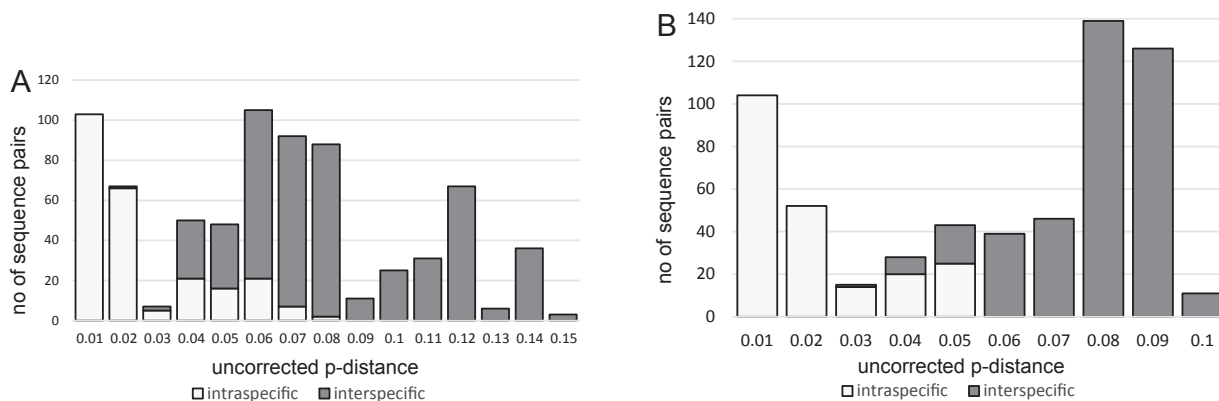 A
no of sequence pairs
120
100
80
60
40
20
0
0.01 0.02 0.03 0.04 0.05 0.06 0.07 0.08 0.09 0.1 0.11 0.12 0.13 0.14 0.15
uncorrected p-distance
intraspecific interspecific
B
no of sequence pairs
140
120
100
80
60
40
20
0
0.01 0.02 0.03 0.04 0.05 0.06 0.07 0.08 0.09 0.1
uncorrected p-distance
intraspecific interspecific